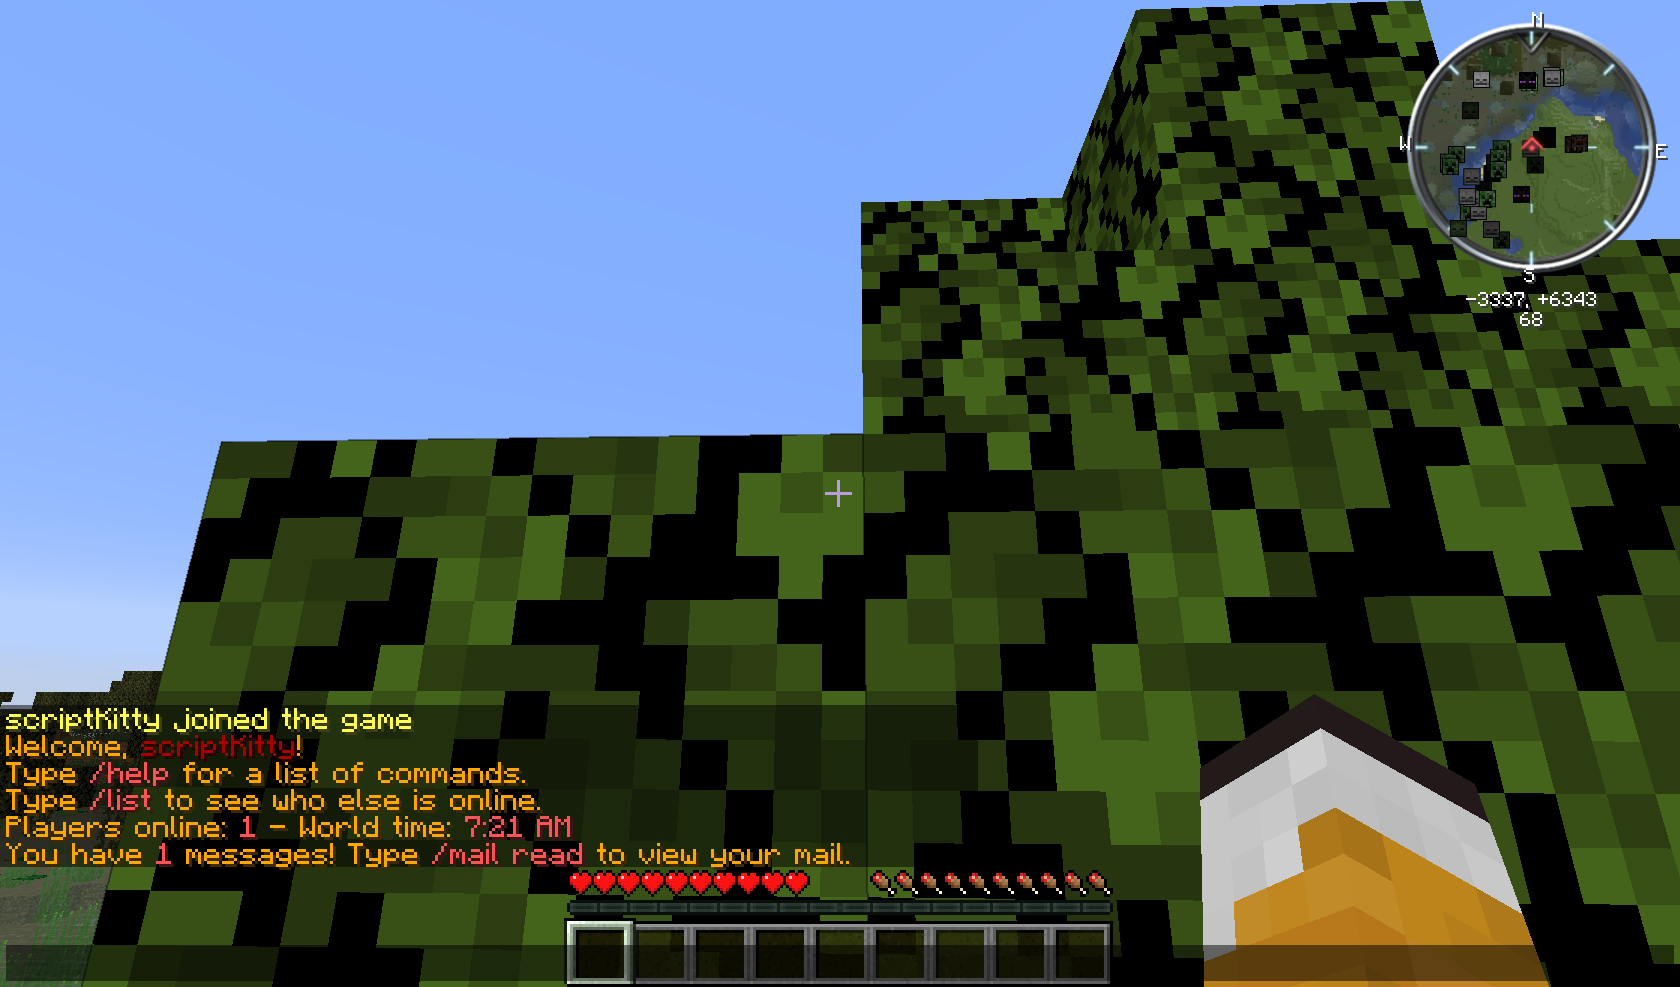 N
W
E
S
-3337, +6343
68
scriptKitty joined the game
Welcome, scriptKitty!
Type /help for a list of commands.
Type /list to see who else is online.
Players online: 1 - World time: 7:21 AM
You have 1 messages! Type /mail read to view your mail.